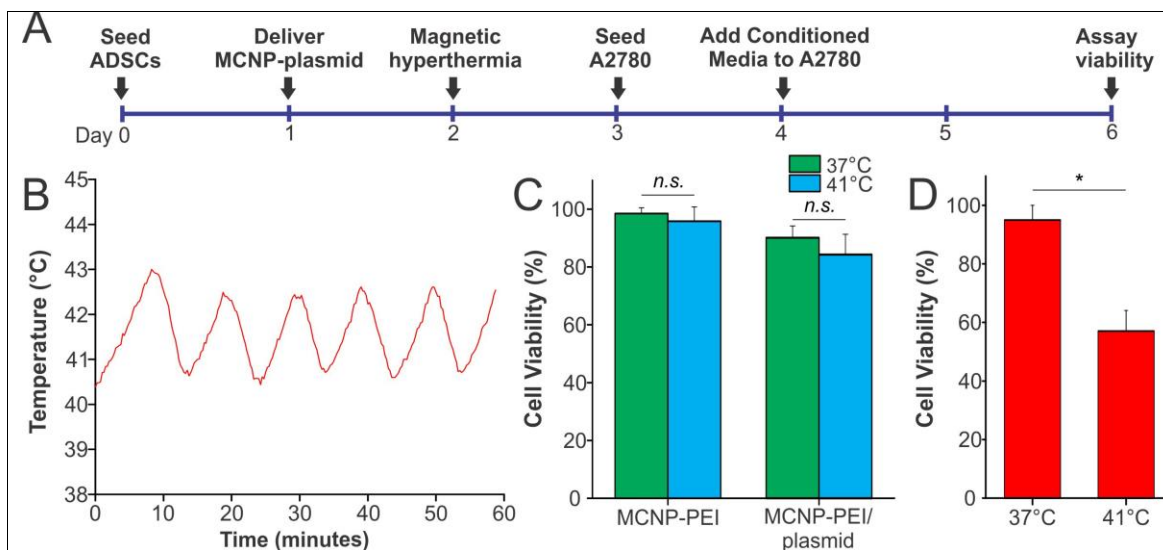 A
Seed
ADSCs
Deliver
MCNP-plasmid
Magnetic
hyperthermia
Seed
A2780
Add Conditioned
Media to A2780
Assay
viability
Day 0
1
2
3
4
5
6
B
45
44
43
42
41
40
39
38
Temperature (°C)
0
10
20
30
40
50
60
Time (minutes)
C
37°C
41°C
n.s.
n.s.
100
80
60
40
20
0
Cell Viability (%)
MCNP-PEI
MCNP-PEI/
plasmid
D
*
100
80
60
40
20
0
Cell Viability (%)
37°C
41°C